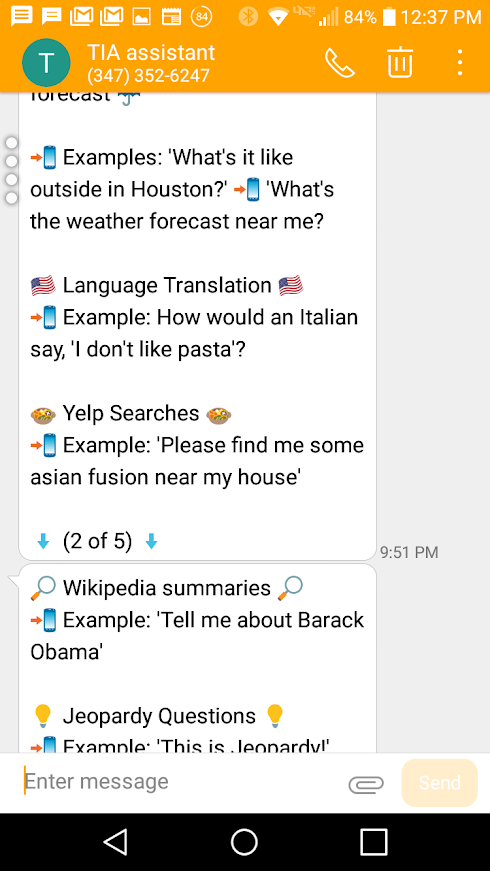 84
84% 12:37 PM
T
TIA assistant
(347) 352-6247
forecast
Examples: 'What's it like
outside in Houston?' 'What's
the weather forecast near me?
Language Translation
Example: How would an Italian
say, 'I don't like pasta'?
Yelp Searches
Example: 'Please find me some
asian fusion near my house'
(2 of 5)
9:51 PM
Wikipedia summaries
Example: 'Tell me about Barack
Obama'
Jeopardy Questions
Example: 'This is Jeopardy!'
Enter message
Send